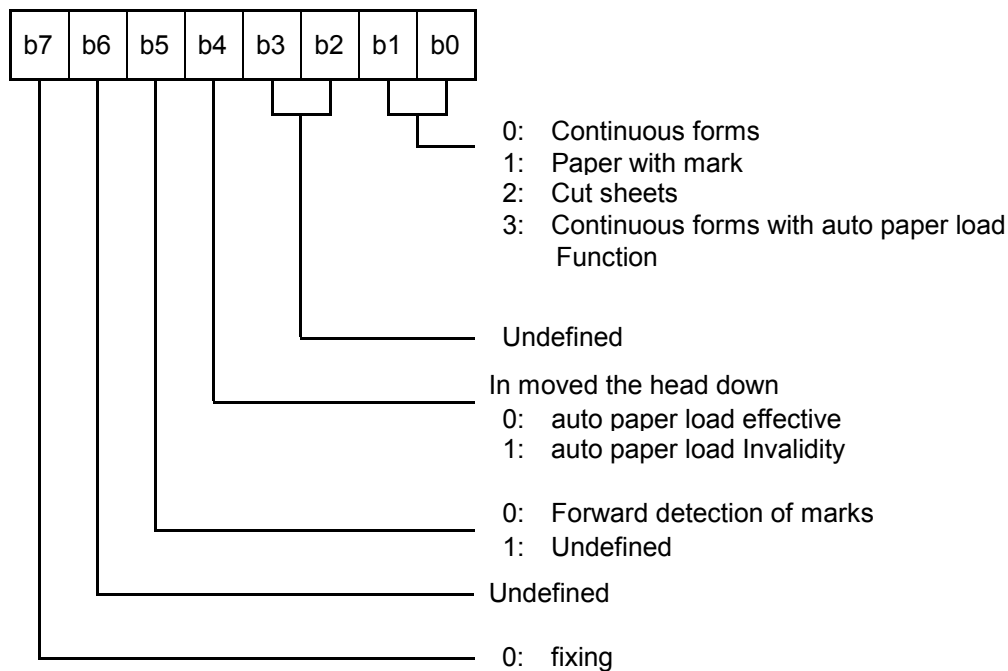 b7 b6 b5 b4 b3 b2 b1 b0
0: Continuous forms
1: Paper with mark
2: Cut sheets
3: Continuous forms with auto paper load
Function
Undefined
In moved the head down
0: auto paper load effective
1: auto paper load Invalidity
0: Forward detection of marks
1: Undefined
Undefined
0: fixing